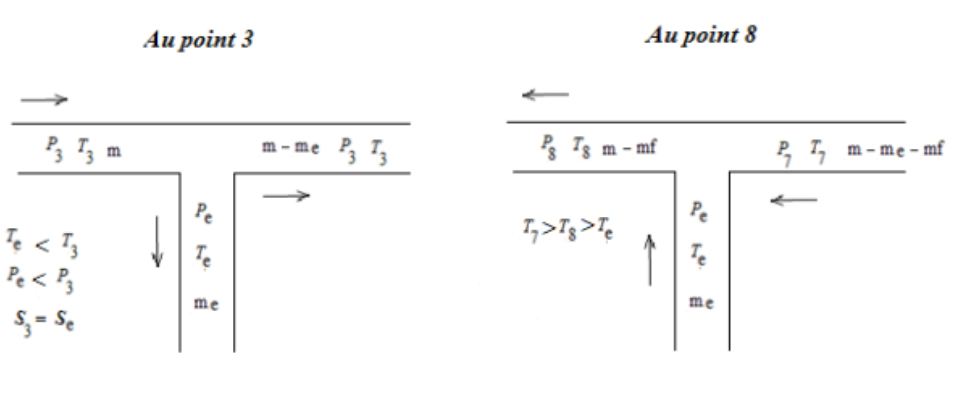 Au point 3
P3 T3 m
m - me P3 T3
Pe
Te
me
Te < T3
Pe < P3
S3 = Se
Au point 8
P8 T8 m - mf
P7 T7 m - me - mf
T7 > T8 > Te
Pe
Te
me